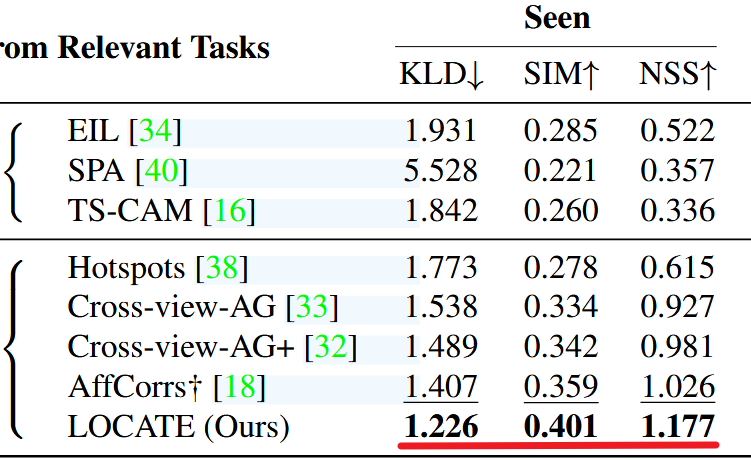 Seen
rom Relevant Tasks
KLD↓ SIM↑ NSS↑
EIL [34] 1.931 0.285 0.522
SPA [40] 5.528 0.221 0.357
TS-CAM [16] 1.842 0.260 0.336
Hotspots [38] 1.773 0.278 0.615
Cross-view-AG [33] 1.538 0.334 0.927
Cross-view-AG+ [32] 1.489 0.342 0.981
AffCorrs† [18] 1.407 0.359 1.026
LOCATE (Ours) 1.226 0.401 1.177